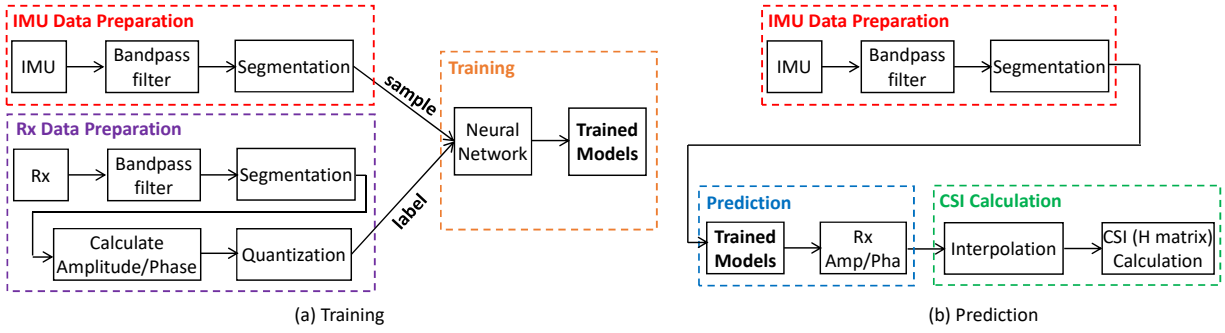 IMU Data Preparation
IMU
Bandpass
filter
Segmentation
sample
Rx Data Preparation
Rx
Bandpass
filter
Segmentation
Calculate
Amplitude/Phase
Quantization
label
Training
Neural
Network
Trained
Models
(a) Training
IMU Data Preparation
IMU
Bandpass
filter
Segmentation
Prediction
Trained
Models
Rx
Amp/Pha
CSI Calculation
Interpolation
CSI (H matrix)
Calculation
(b) Prediction